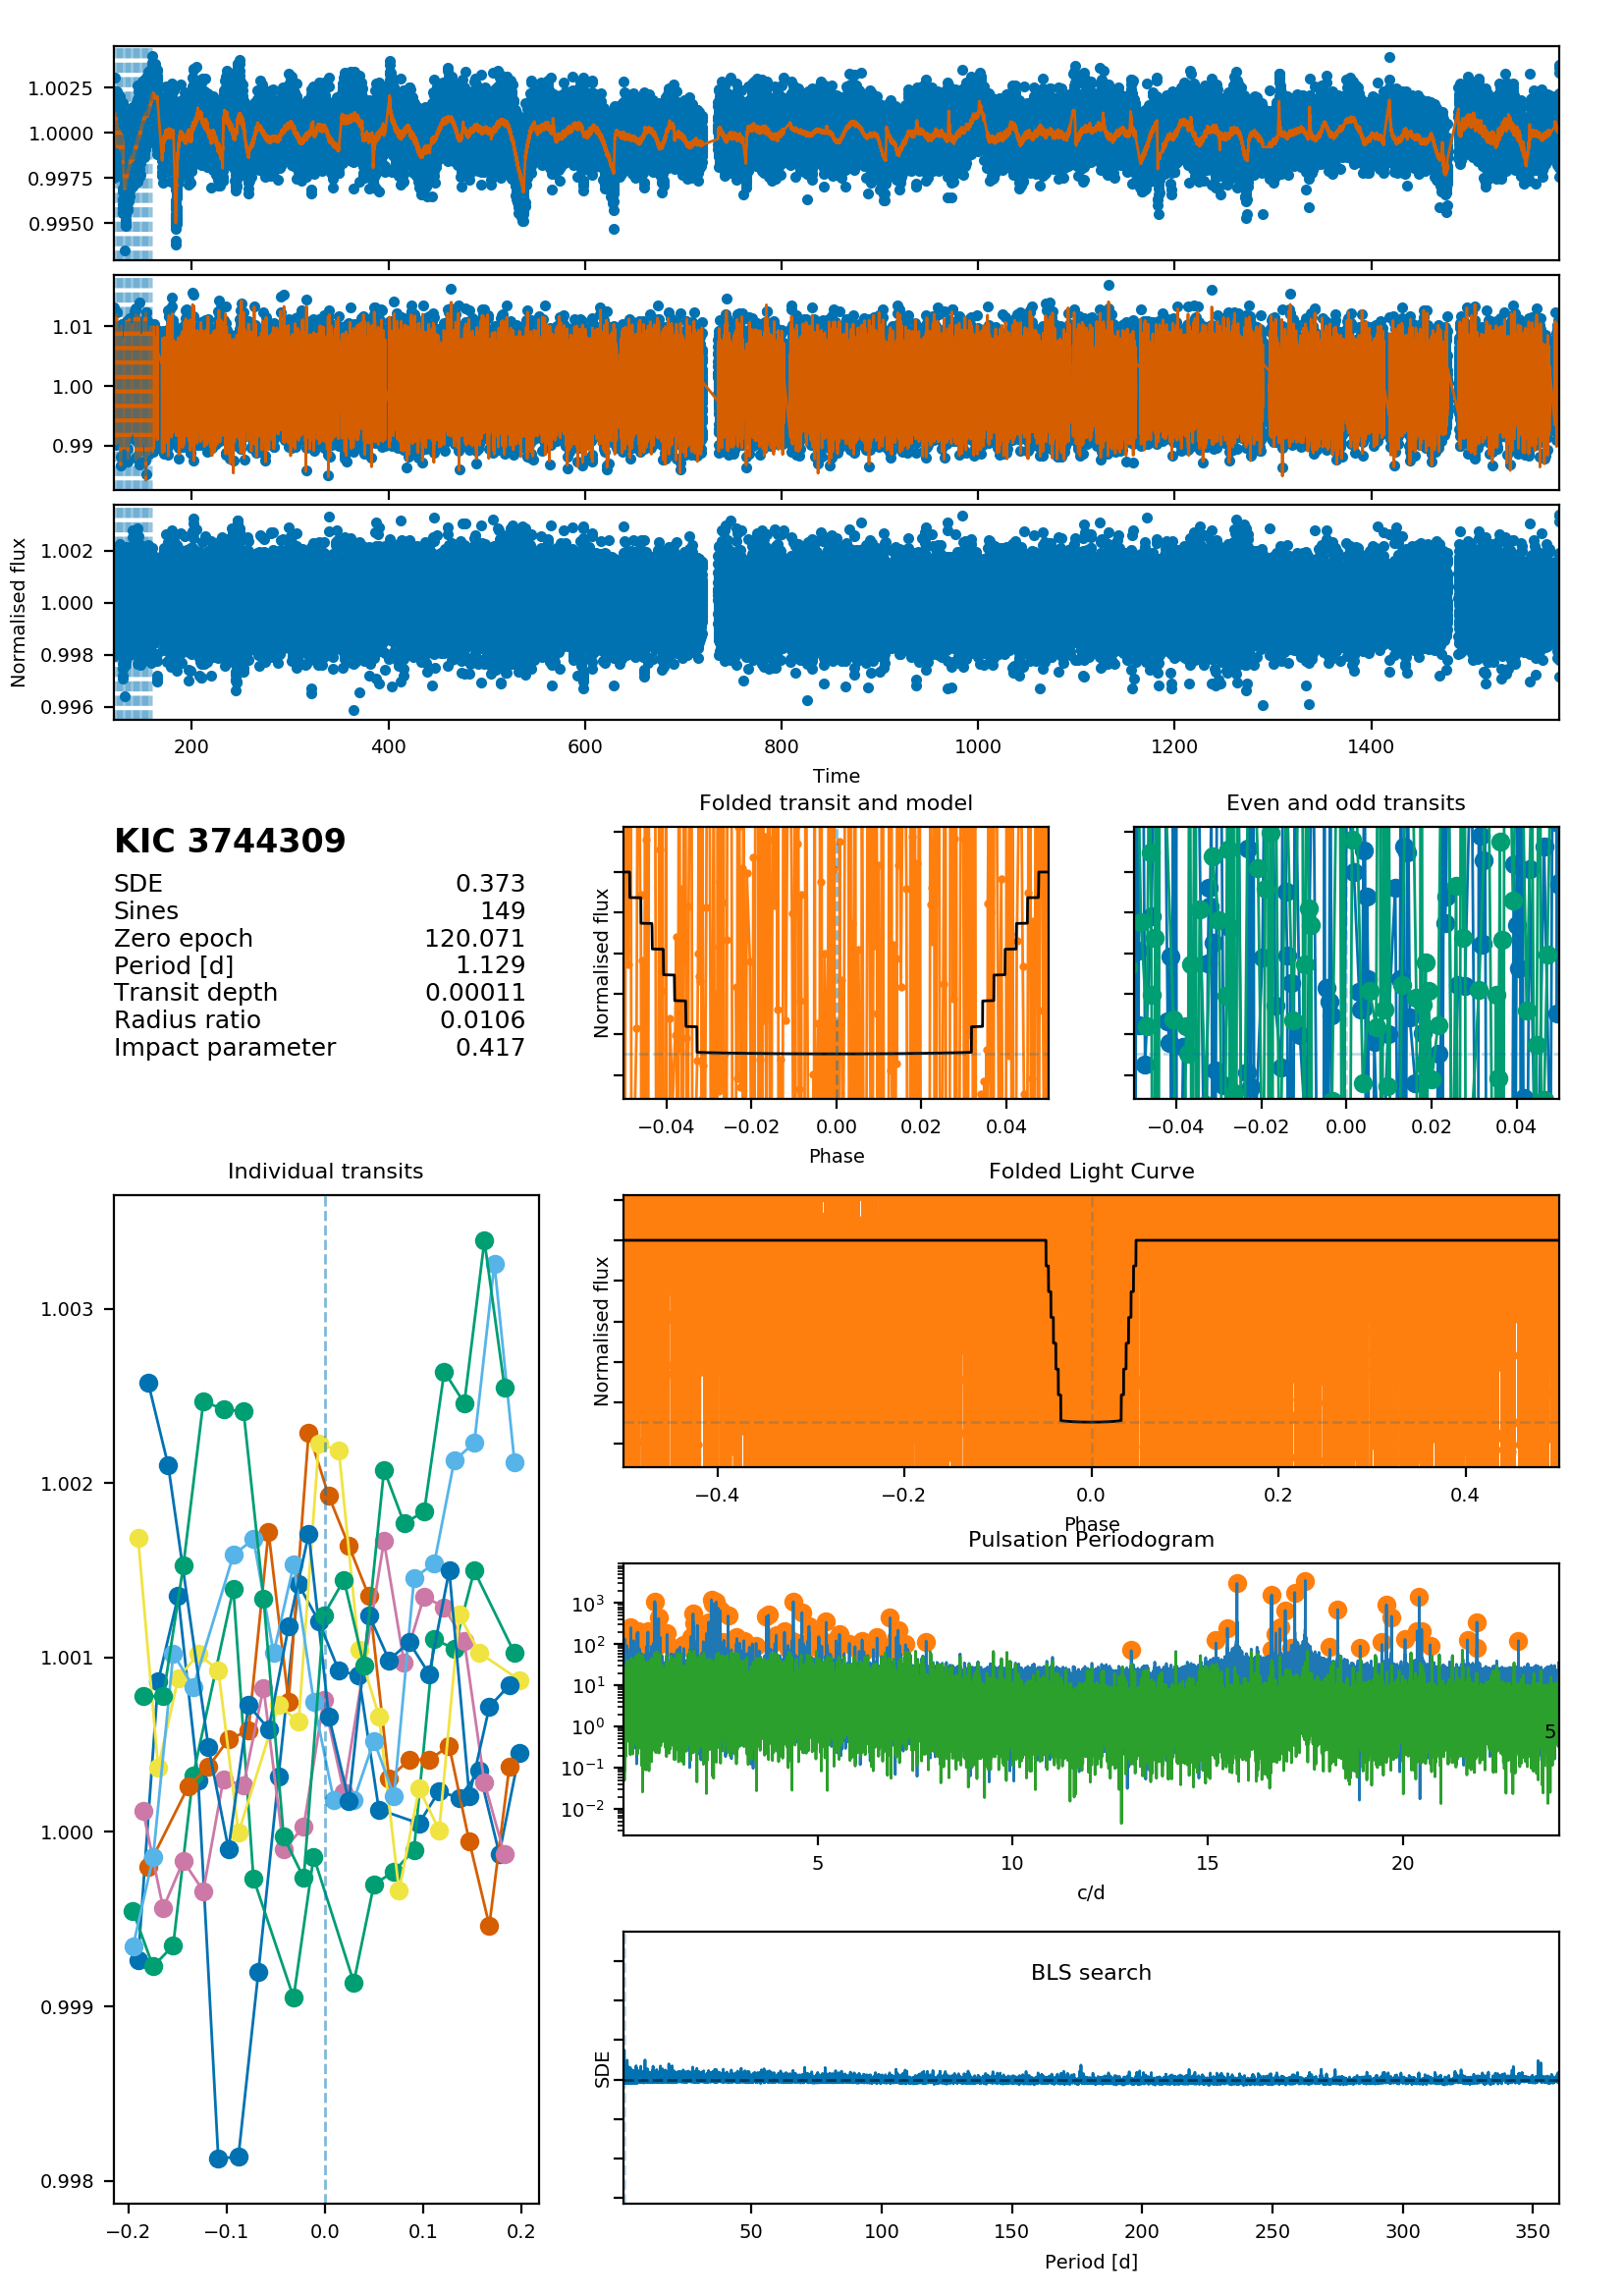 1.0025
1.0000
0.9975
0.9950
1.01
1.00
0.99
1.002
1.000
0.998
0.996
Normalised flux
200 400 600 800 1000 1200 1400
Time
KIC 3744309
SDE 0.373
Sines 149
Zero epoch 120.071
Period [d] 1.129
Transit depth 0.00011
Radius ratio 0.0106
Impact parameter 0.417
Folded transit and model
Normalised flux
−0.04 −0.02 0.00 0.02 0.04
Phase
Even and odd transits
−0.04 −0.02 0.00 0.02 0.04
Individual transits
1.003
1.002
1.001
1.000
0.999
0.998
−0.2 −0.1 0.0 0.1 0.2
Folded Light Curve
Normalised flux
−0.4 −0.2 0.0 0.2 0.4
Phase
Pulsation Periodogram
10³
10²
10¹
10⁰
10⁻¹
10⁻²
5
5 10 15 20
c/d
BLS search
SDE
50 100 150 200 250 300 350
Period [d]